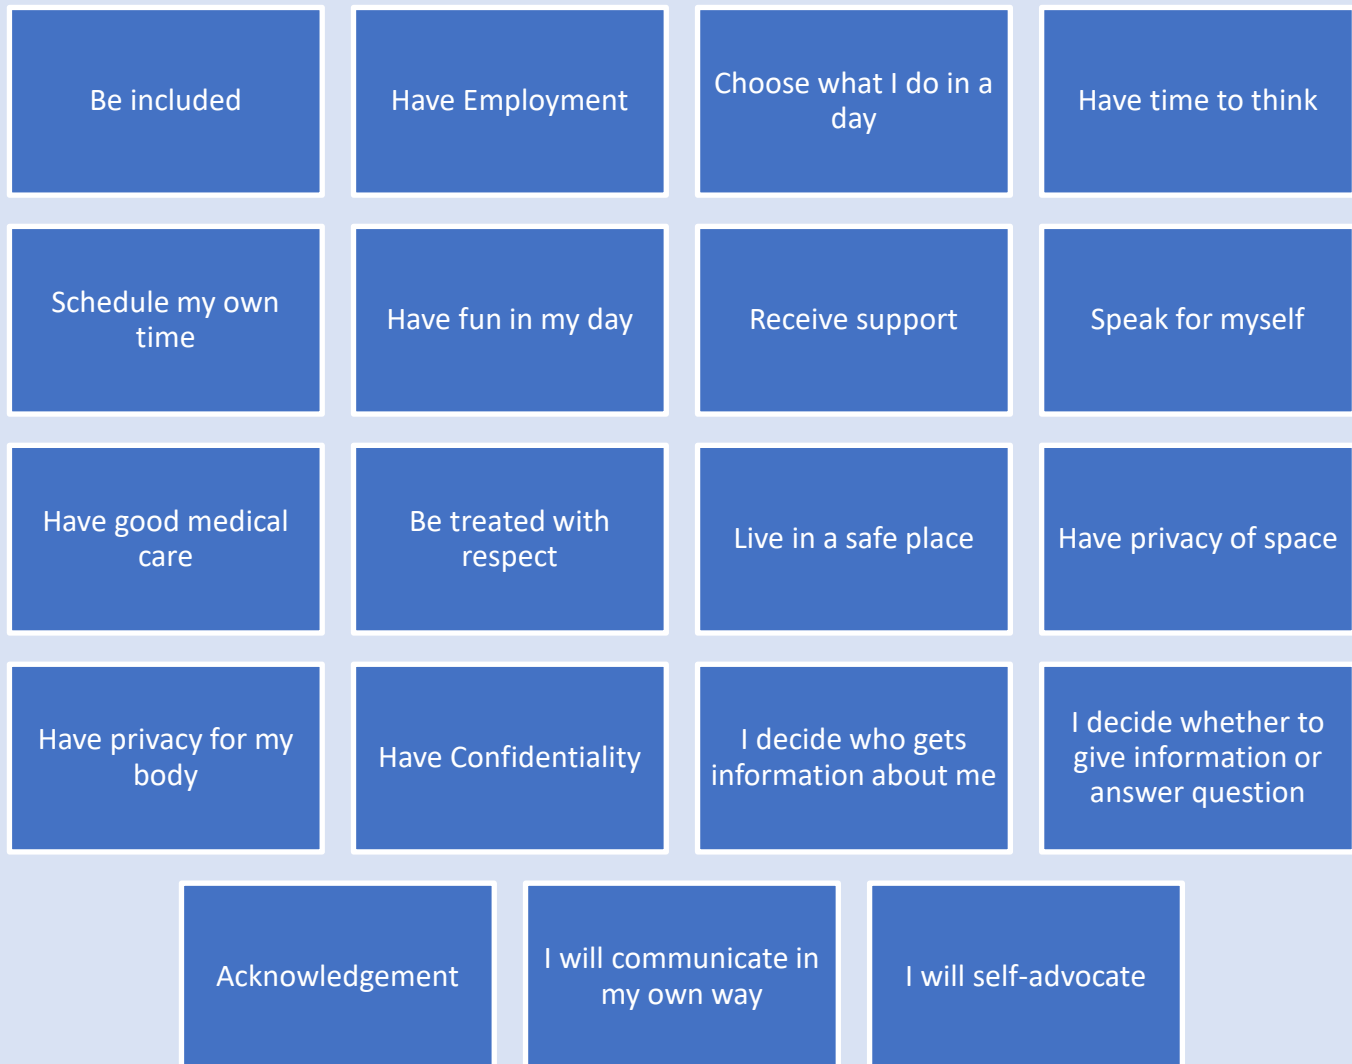 Be included
Have Employment
Choose what I do in a
day
Have time to think
Schedule my own
time
Have fun in my day
Receive support
Speak for myself
Have good medical
care
Be treated with
respect
Live in a safe place
Have privacy of space
Have privacy for my
body
Have Confidentiality
I decide who gets
information about me
I decide whether to
give information or
answer question
Acknowledgement
I will communicate in
my own way
I will self-advocate